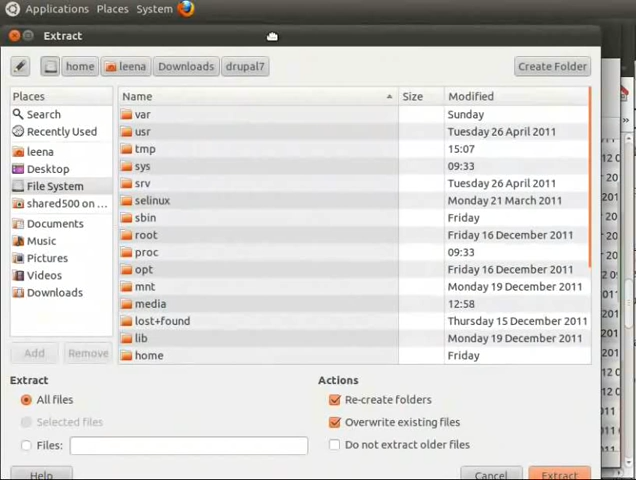 Applications Places System
Extract
home leena Downloads drupal7 Create Folder
Places
Search
Recently Used
leena
Desktop
File System
shared500 on ...
Documents
Music
Pictures
Videos
Downloads
Add Remove
Name Size Modified
var Sunday
usr Tuesday 26 April 2011
tmp 15:07
sys 09:33
srv Tuesday 26 April 2011
selinux Monday 21 March 2011
sbin Friday
root Friday 16 December 2011
proc 09:33
opt Friday 16 December 2011
mnt Monday 19 December 2011
media 12:58
lost+found Thursday 15 December 2011
lib Monday 19 December 2011
home Friday
Extract
All files
Selected files
Files:
Actions
Re-create folders
Overwrite existing files
Do not extract older files
Help Cancel Extract